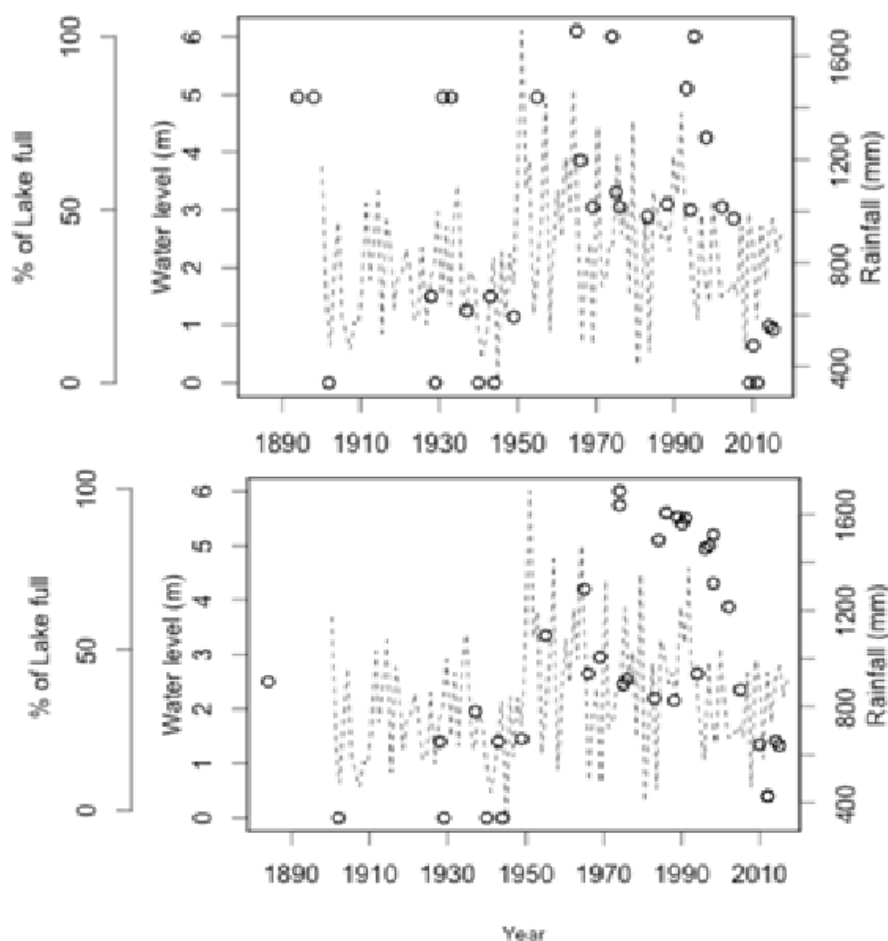 % of Lake full
0 50 100
Water level (m)
0 1 2 3 4 5 6
Rainfall (mm)
400 800 1200 1600
1890 1910 1930 1950 1970 1990 2010
% of Lake full
0 50 100
Water level (m)
0 1 2 3 4 5 6
Rainfall (mm)
400 800 1200 1600
1890 1910 1930 1950 1970 1990 2010
Year